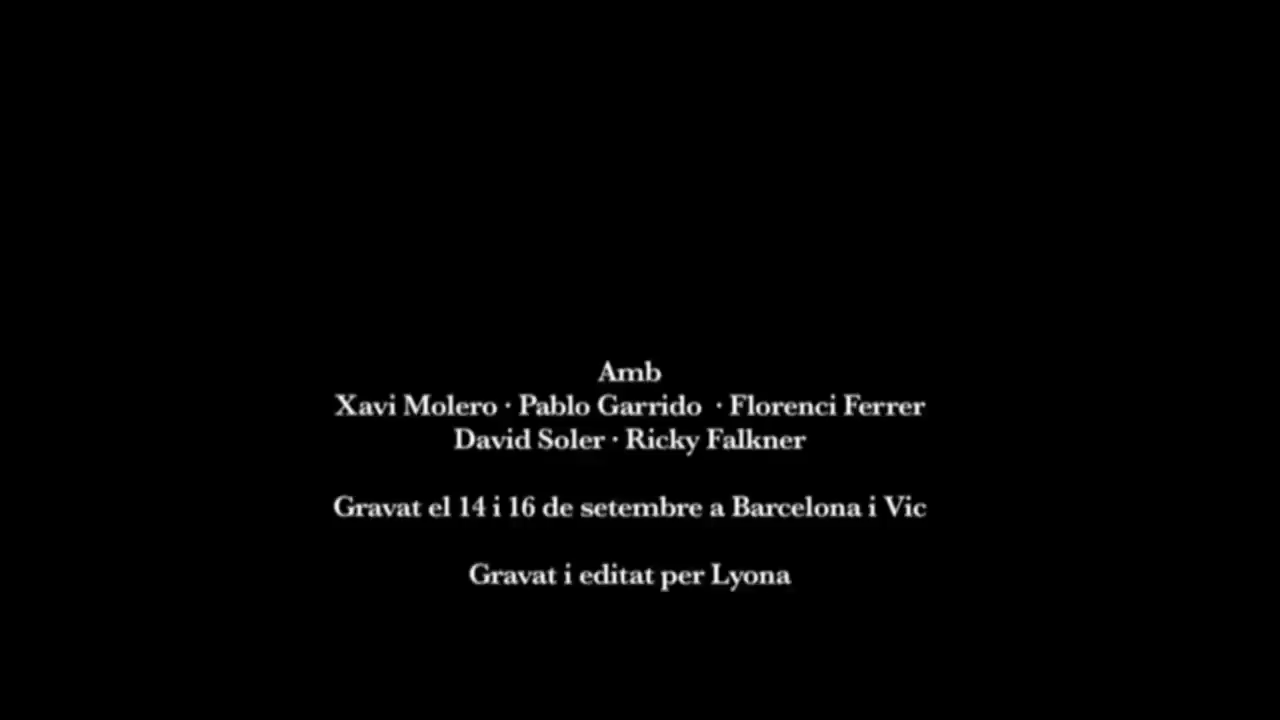 Amb
Xavi Molero · Pablo Garrido · Florenci Ferrer
David Soler · Ricky Falkner
Gravat el 14 i 16 de setembre a Barcelona i Vic
Gravat i editat per Lyona